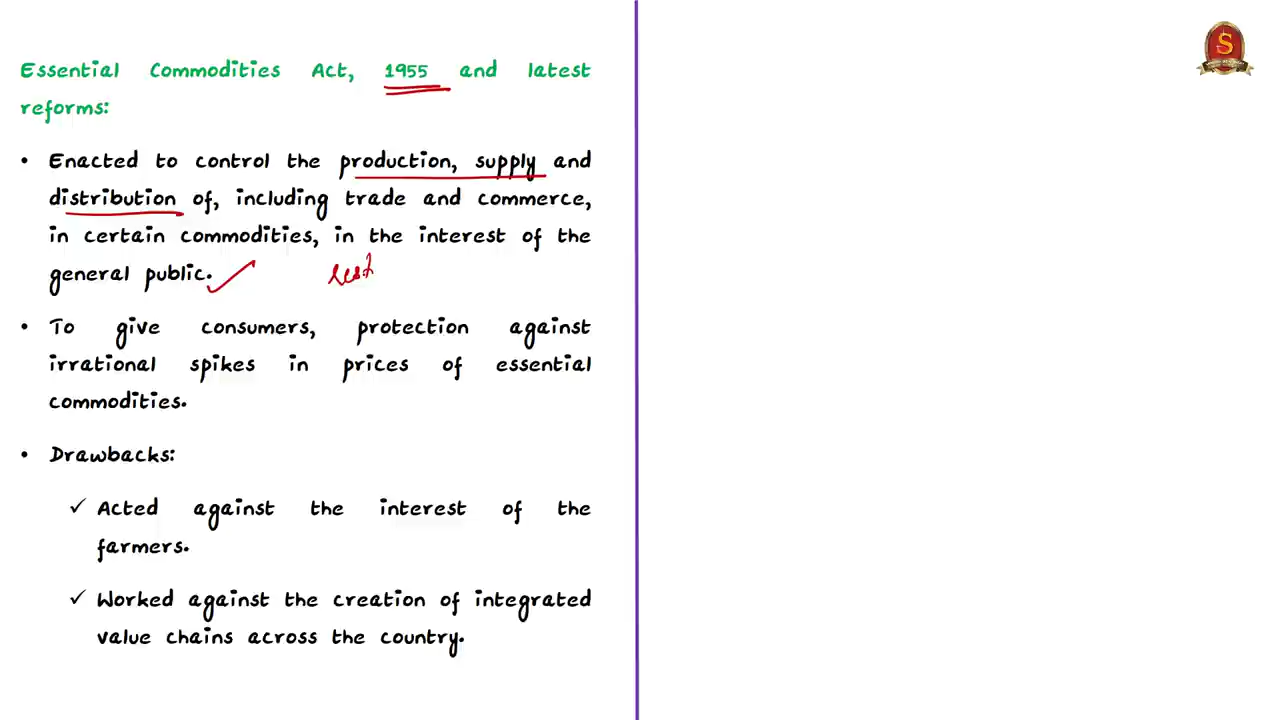 Essential Commodities Act, 1955 and latest
reforms:
• Enacted to control the production, supply and
distribution of, including trade and commerce,
in certain commodities, in the interest of the
general public.
• To give consumers, protection against
irrational spikes in prices of essential
commodities.
• Drawbacks:
✓ Acted against the interest of the
farmers.
✓ Worked against the creation of integrated
value chains across the country.
S